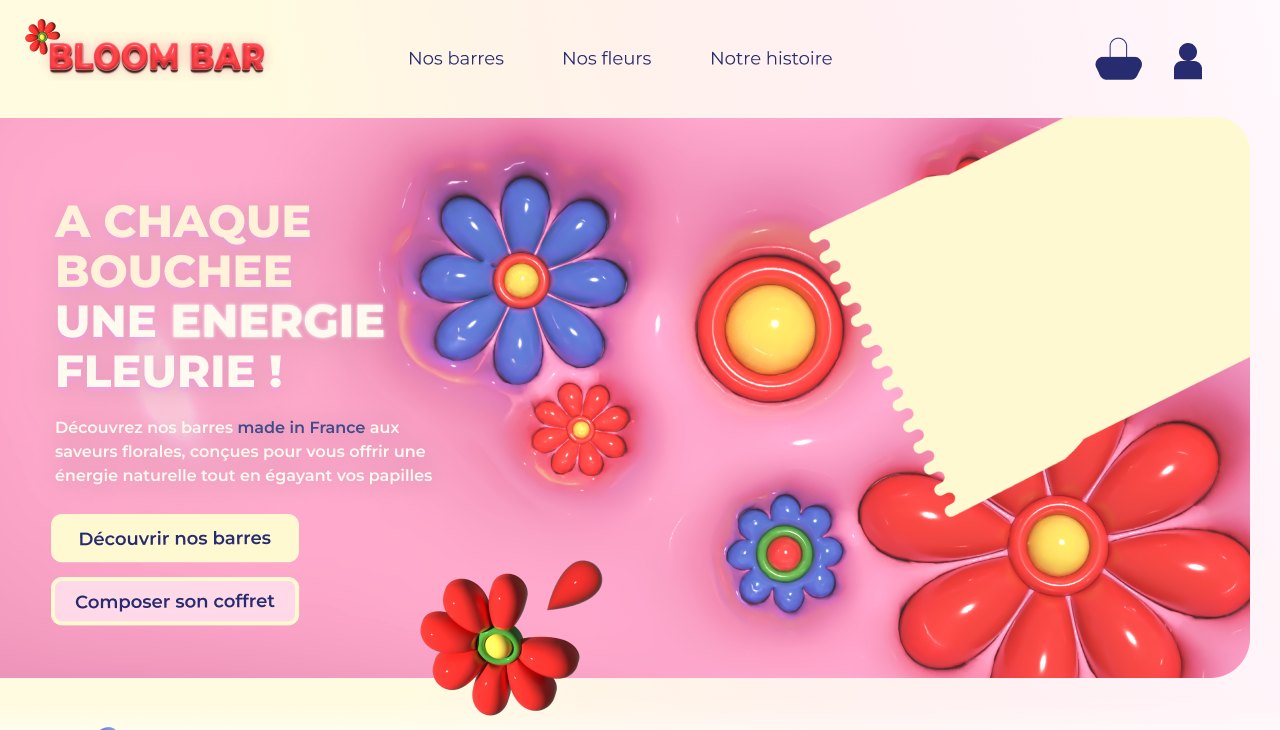 BLOOM BAR
Nos barres
Nos fleurs
Notre histoire
A CHAQUE
BOUCHEE
UNE ENERGIE
FLEURIE !
Découvrez nos barres made in France aux
saveurs florales, conçues pour vous offrir une
énergie naturelle tout en égayant vos papilles
Découvrir nos barres
Composer son coffret